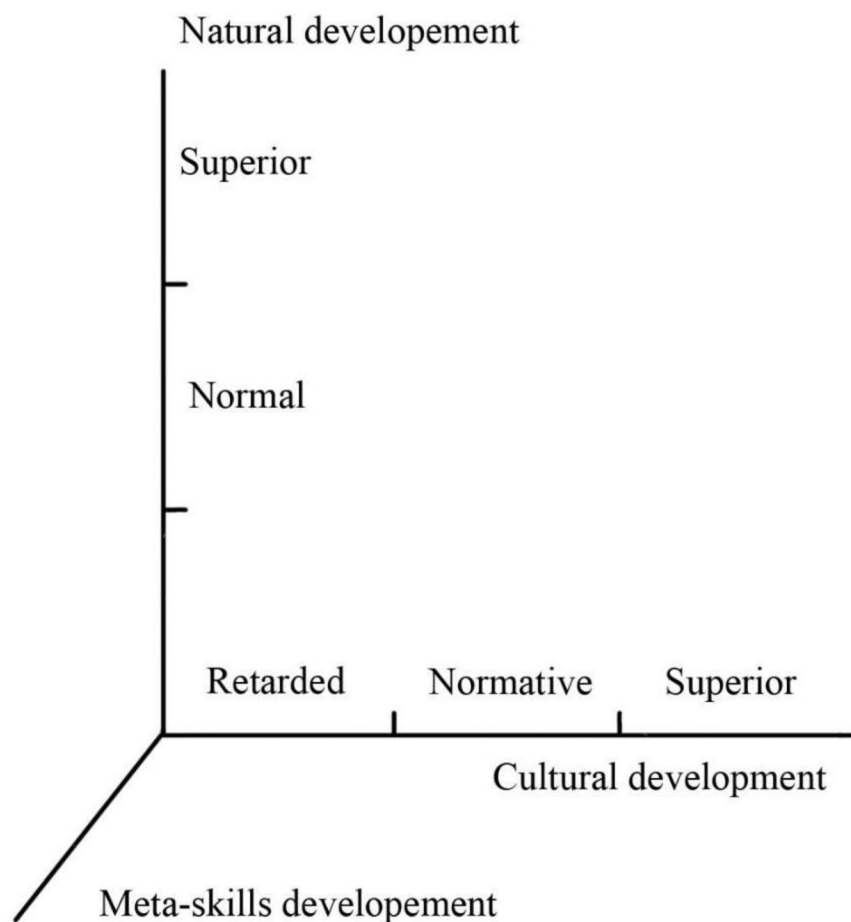 Natural developement
Superior
Normal
Retarded Normative Superior
Cultural development
Meta-skills developement